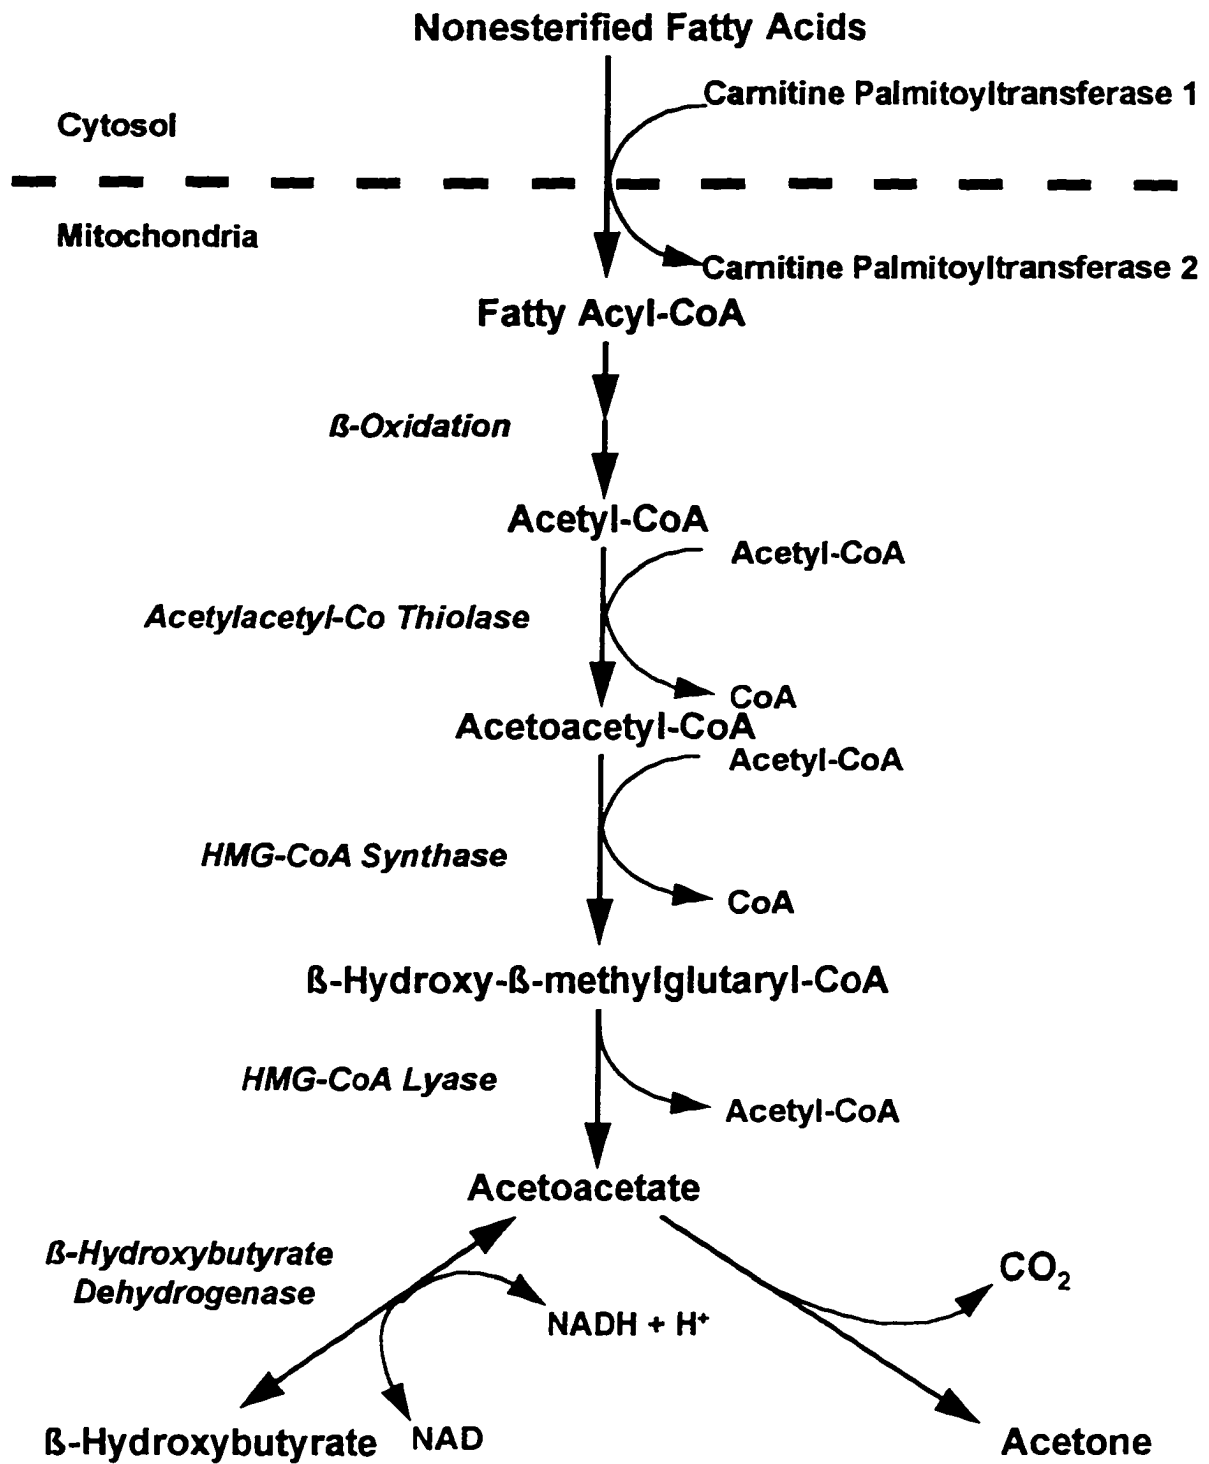 Nonesterified Fatty Acids
Carnitine Palmitoyltransferase 1
Cytosol
Mitochondria
Carnitine Palmitoyltransferase 2
Fatty Acyl-CoA
ß-Oxidation
Acetyl-CoA
Acetyl-CoA
Acetylacetyl-Co Thiolase
CoA
Acetoacetyl-CoA
Acetyl-CoA
HMG-CoA Synthase
CoA
ß-Hydroxy-ß-methylglutaryl-CoA
HMG-CoA Lyase
Acetyl-CoA
Acetoacetate
ß-Hydroxybutyrate
Dehydrogenase
CO₂
NADH + H⁺
ß-Hydroxybutyrate
NAD
Acetone